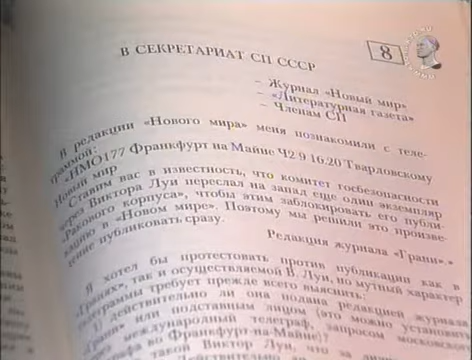 8
В СЕКРЕТАРИАТ СП СССР
– Журнал «Новый мир»
– «Литературная газета»
– Членам СП
В редакции «Нового мира» меня познакомили с теле-
граммой:
«НМО177 Франкфурт на Майне Ч2 9 16.20 Твардовскому
Новый мир
Ставим вас в известность, что комитет госбезопасности
через Виктора Луи переслал на запад еще один экземпляр
«Ракового корпуса», чтобы этим заблокировать его публи-
кацию в «Новом мире». Поэтому мы решили это произве-
дение публиковать сразу.
Редакция журнала «Грани».»
Я хотел бы протестовать против публикации как в
«Гранях», так и осуществляемой В. Луи, но мутный характер
телеграммы требует прежде всего выяснить:
1) действительно ли она подана редакцией журнала
«Грани» или подставным лицом (это можно установить
через международный телеграф, запросом московского
во Франкфурт-на-Майне)?
такой Виктор Луи, что